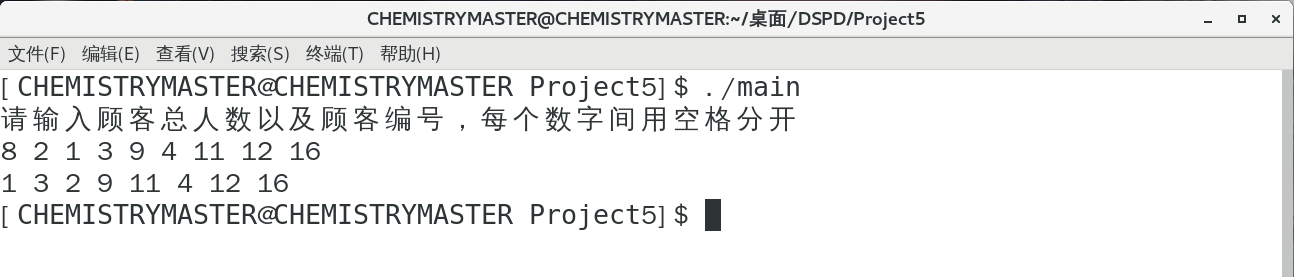 CHEMISTRYMASTER@CHEMISTRYMASTER:~/桌面/DSPD/Project5
文件(F) 编辑(E) 查看(V) 搜索(S) 终端(T) 帮助(H)
[CHEMISTRYMASTER@CHEMISTRYMASTER Project5]$ ./main
请输入顾客总人数以及顾客编号，每个数字间用空格分开
8 2 1 3 9 4 11 12 16
1 3 2 9 11 4 12 16
[CHEMISTRYMASTER@CHEMISTRYMASTER Project5]$